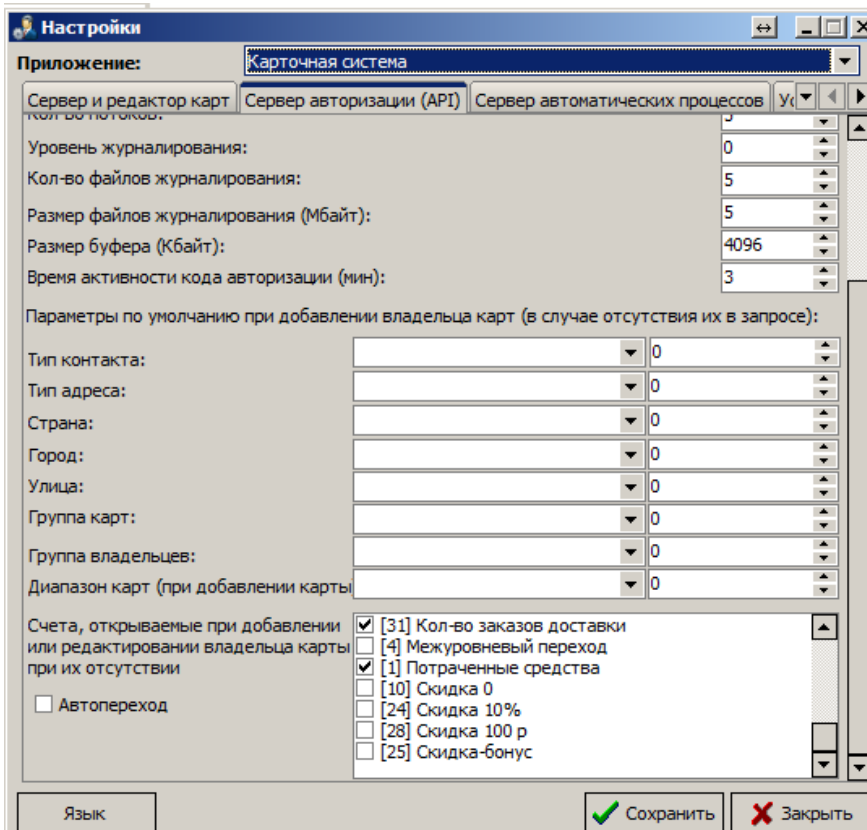 Настройки
Приложение: Карточная система
Сервер и редактор карт Сервер авторизации (API) Сервер автоматических процессов Ус
Кол-во потоков: 5
Уровень журналирования: 0
Кол-во файлов журналирования: 5
Размер файлов журналирования (Мбайт): 5
Размер буфера (Кбайт): 4096
Время активности кода авторизации (мин): 3
Параметры по умолчанию при добавлении владельца карт (в случае отсутствия их в запросе):
Тип контакта: 0
Тип адреса: 0
Страна: 0
Город: 0
Улица: 0
Группа карт: 0
Группа владельцев: 0
Диапазон карт (при добавлении карты) 0
Счета, открываемые при добавлении
или редактировании владельца карты
при их отсутствии
Автопереход
[31] Кол-во заказов доставки
[4] Межуровневый переход
[1] Потраченные средства
[10] Скидка 0
[24] Скидка 10%
[28] Скидка 100 р
[25] Скидка-бонус
Язык Сохранить Закрыть